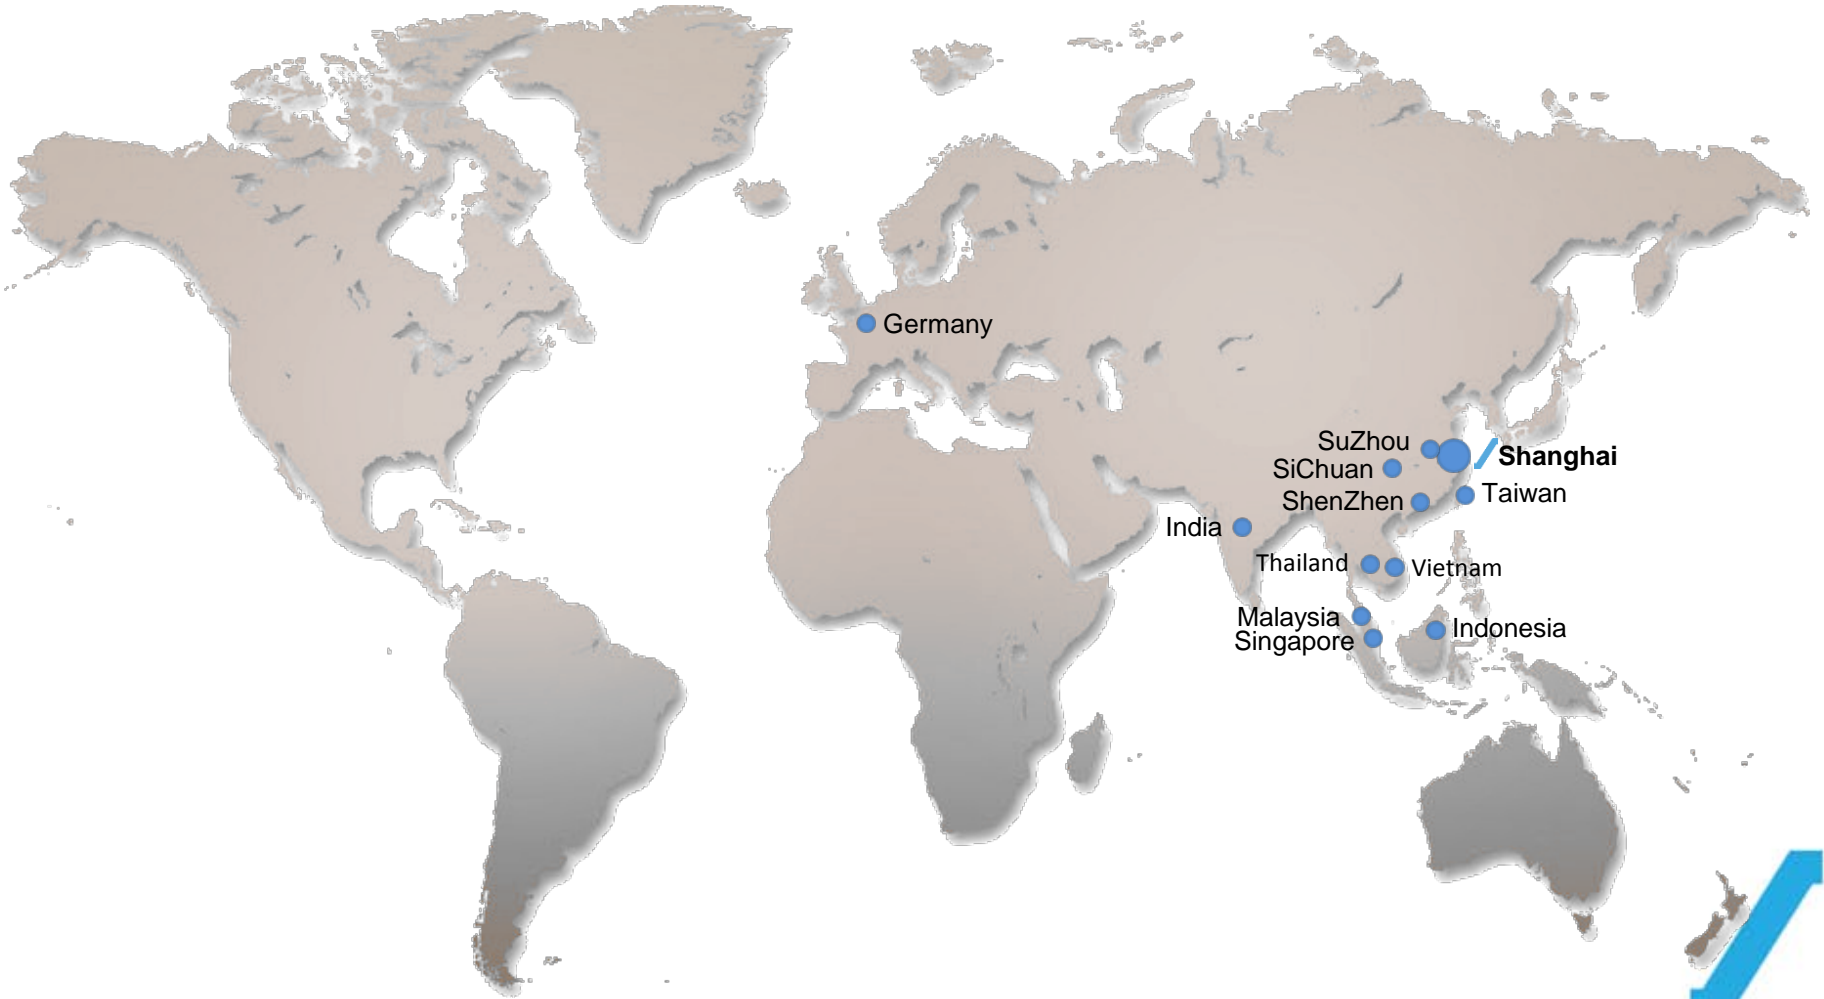 Germany
SuZhou
Shanghai
SiChuan
ShenZhen
Taiwan
India
Thailand
Vietnam
Malaysia
Indonesia
Singapore